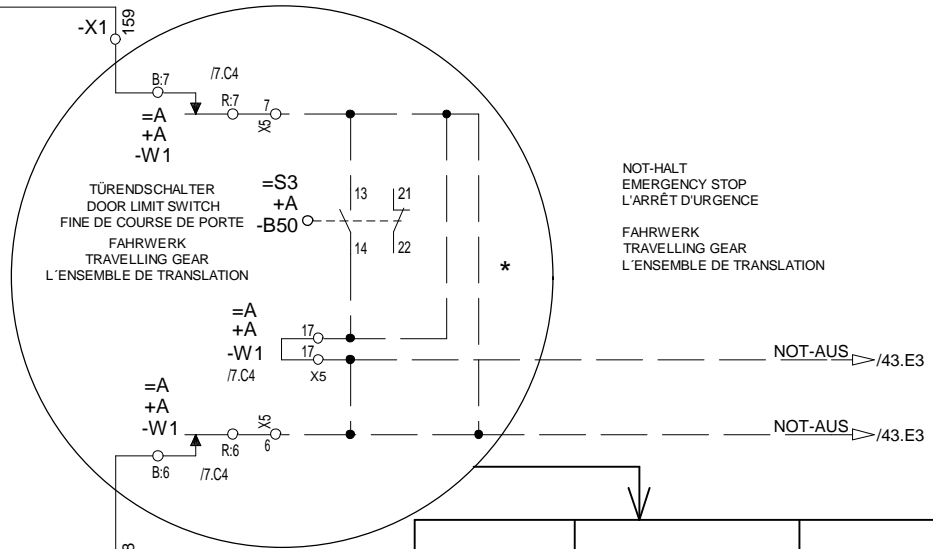 -X1
159
B:7
/7.C4
R:7
7
X5
=A
+A
-W1
TÜRENDSCHALTER
DOOR LIMIT SWITCH
FINE DE COURSE DE PORTE
FAHRWERK
TRAVELLING GEAR
L´ENSEMBLE DE TRANSLATION
=S3
+A
-B50
13
21
14
22
*
NOT-HALT
EMERGENCY STOP
L'ARRÊT D'URGENCE
FAHRWERK
TRAVELLING GEAR
L´ENSEMBLE DE TRANSLATION
=A
+A
-W1
/7.C4
17
17
X5
NOT-AUS
/43.E3
=A
+A
-W1
B:6
R:6
/7.C4
X5
6
NOT-AUS
/43.E3